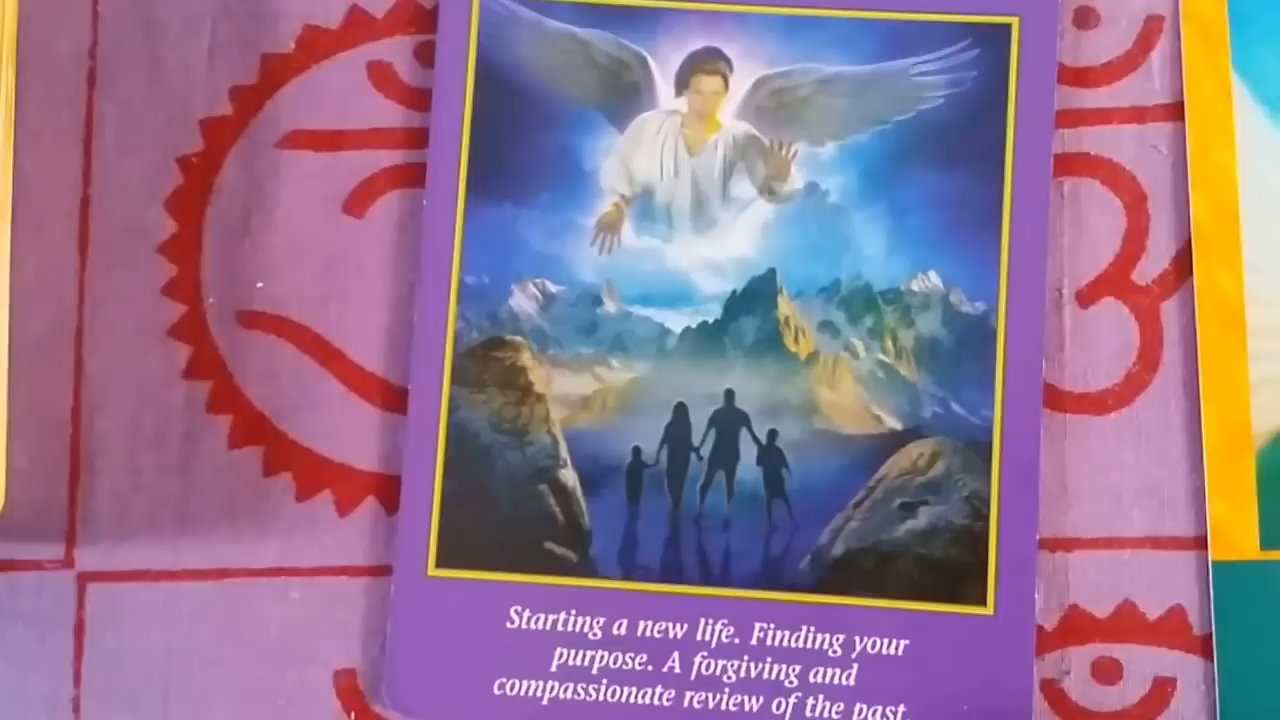 Starting a new life. Finding your
purpose. A forgiving and
compassionate review of the past.